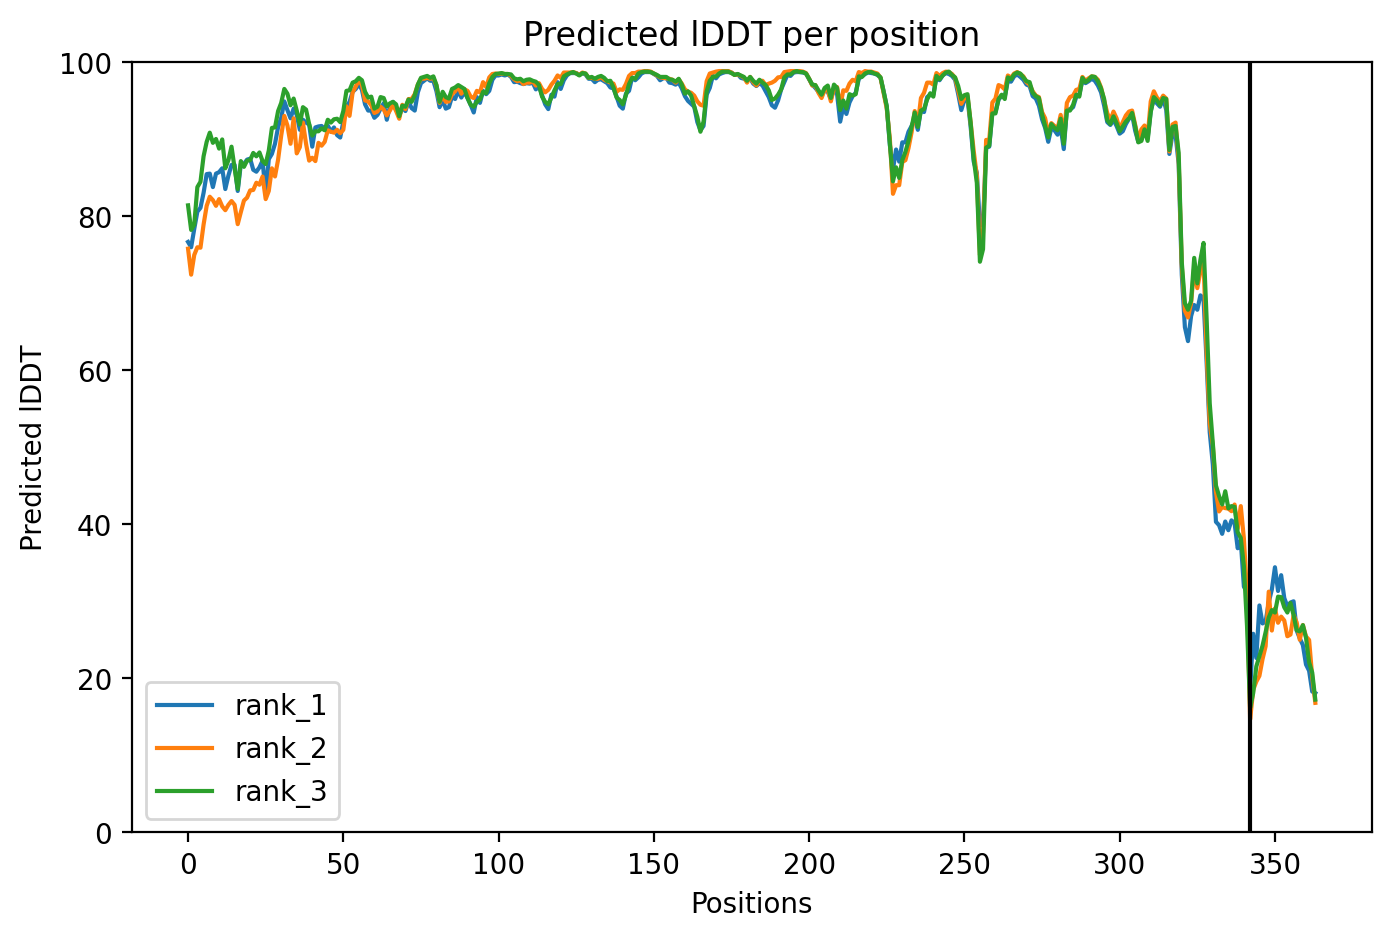 Predicted lDDT per position
Predicted lDDT
100
80
60
40
20
0
rank_1
rank_2
rank_3
0 50 100 150 200 250 300 350
Positions